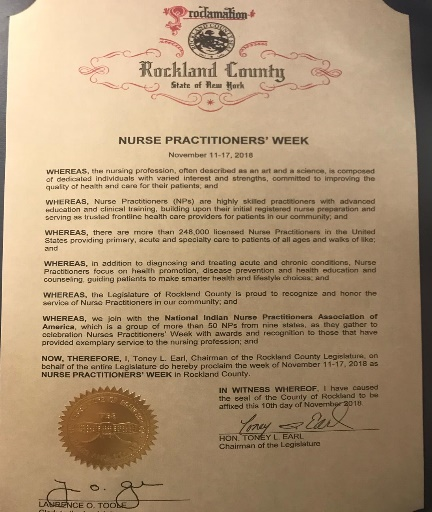 Proclamation
Rockland County
State of New York
NURSE PRACTITIONERS' WEEK
November 11-17, 2018
WHEREAS, the nursing profession, often described as an art and a science, is composed
of dedicated individuals with varied interest and strengths, committed to improving the
quality of health and care for their patients; and
WHEREAS, Nurse Practitioners (NPs) are highly skilled practitioners with advanced
education and clinical training, building upon their initial registered nurse preparation and
serving as trusted frontline health care providers for patients in our community; and
WHEREAS, there are more than 248,000 licensed Nurse Practitioners in the United
States providing primary, acute and specialty care to patients of all ages and walks of like;
and
WHEREAS, in addition to diagnosing and treating acute and chronic conditions, Nurse
Practitioners focus on health promotion, disease prevention and health education and
counseling, guiding patients to make smarter health and lifestyle choices; and
WHEREAS, the Legislature of Rockland County is proud to recognize and honor the
service of Nurse Practitioners in our community; and
WHEREAS, we join with the National Indian Nurse Practitioners Association of
America, which is a group of more than 50 NPs from nine states, as they gather to
celebration Nurses Practitioners' Week with awards and recognition to those that have
provided exemplary service to the nursing profession; and
NOW, THEREFORE, I, Toney L. Earl, Chairman of the Rockland County Legislature, on
behalf of the entire Legislature do hereby proclaim the week of November 11-17, 2018 as
NURSE PRACTITIONERS' WEEK in Rockland County.
IN WITNESS WHEREOF, I have caused
the seal of the County of Rockland to be
affixed this 10th day of November 2018
Toney L Earl
HON. TONEY L. EARL
Chairman of the Legislature
LAURENCE O. TOOLE